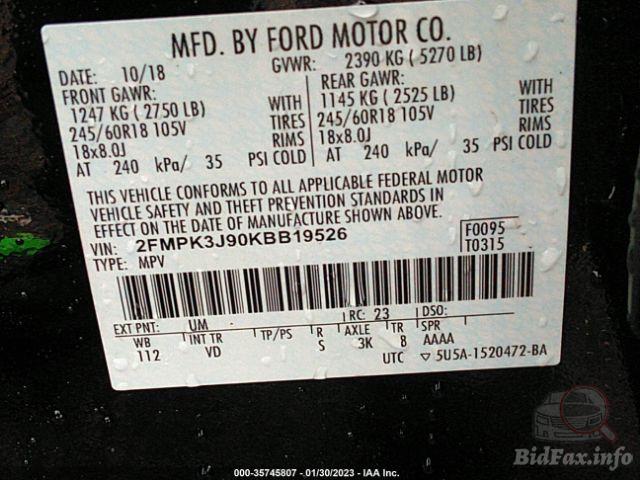 MFD. BY FORD MOTOR CO.
DATE: 10/18 GVWR: 2390 KG ( 5270 LB)
FRONT GAWR: REAR GAWR:
1247 KG ( 2750 LB) WITH 1145 KG ( 2525 LB) WITH
245/60R18 105V TIRES 245/60R18 105V TIRES
18x8.0J RIMS 18x8.0J RIMS
AT 240 kPa/ 35 PSI COLD AT 240 kPa/ 35 PSI COLD
THIS VEHICLE CONFORMS TO ALL APPLICABLE FEDERAL MOTOR
VEHICLE SAFETY AND THEFT PREVENTION STANDARDS IN
EFFECT ON THE DATE OF MANUFACTURE SHOWN ABOVE.
VIN: 2FMPK3J90KBB19526 F0095
TYPE: MPV T0315
EXT PNT: UM RC: 23 DSO:
WB INT TR TP/PS R AXLE TR SPR
112 VD S 3K 8 AAAA
UTC ▽ 5U5A-1520472-BA
BidFax.info
000-35745807 - 01/30/2023 - IAA Inc.